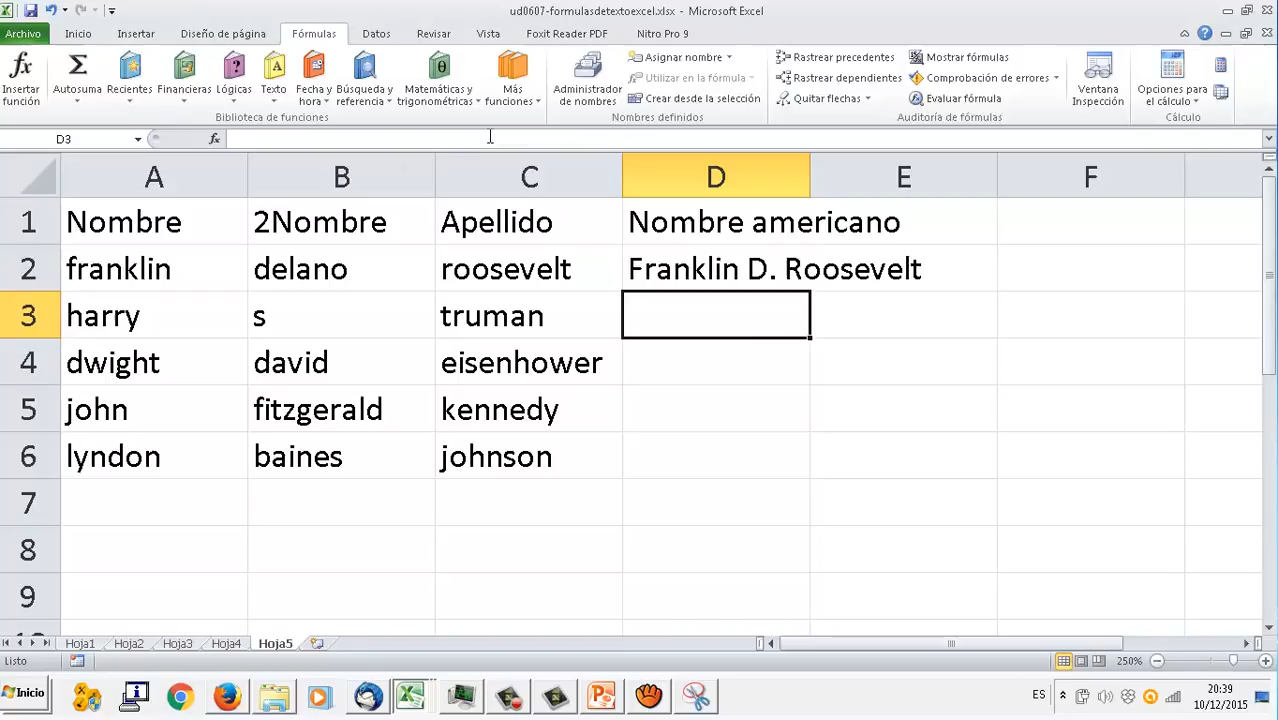 ud0607-formulasdetextoexcel.xlsx - Microsoft Excel
Archivo Inicio Insertar Diseño de página Fórmulas Datos Revisar Vista Foxit Reader PDF Nitro Pro 9
fx Insertar función
Σ Autosuma
Recientes
Financieras
Lógicas
Texto
Fecha y hora
Búsqueda y referencia
Matemáticas y trigonométricas
Más funciones
Biblioteca de funciones
Administrador de nombres
Asignar nombre
Utilizar en la fórmula
Crear desde la selección
Nombres definidos
Rastrear precedentes
Rastrear dependientes
Quitar flechas
Mostrar fórmulas
Comprobación de errores
Evaluar fórmula
Auditoría de fórmulas
Ventana Inspección
Opciones para el cálculo
Cálculo
D3 fx
A B C D E F
1 Nombre 2Nombre Apellido Nombre americano
2 franklin delano roosevelt Franklin D. Roosevelt
3 harry s truman
4 dwight david eisenhower
5 john fitzgerald kennedy
6 lyndon baines johnson
7
8
9
Hoja1 Hoja2 Hoja3 Hoja4 Hoja5
Listo 250%
Inicio ES 20:39
10/12/2015